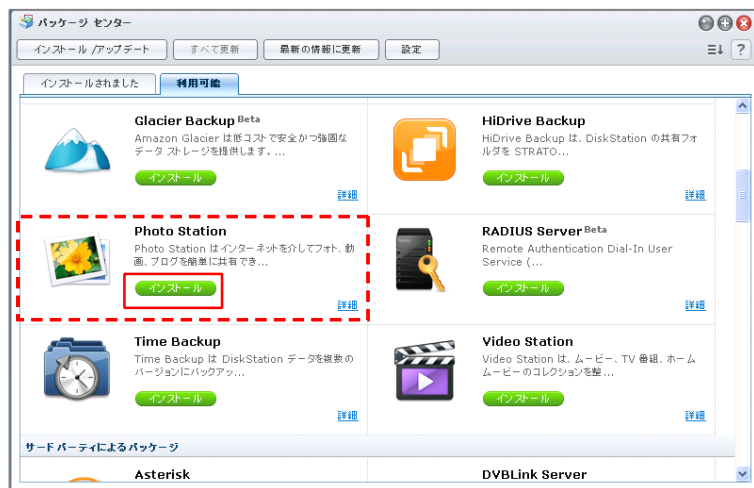 パッケージ センター
インストール /アップデート すべて更新 最新の情報に更新 設定 ?
インストールされました 利用可能
Glacier Backup Beta
Amazon Glacier は低コストで安全かつ強固な
データ ストレージを提供します。...
インストール
詳細
HiDrive Backup
HiDrive Backup は、DiskStation の共有フォ
ルダを STRATO...
インストール
詳細
Photo Station
Photo Station はインターネットを介してフォト、動
画、ブログを簡単に共有でき...
インストール
詳細
RADIUS Server Beta
Remote Authentication Dial-In User
Service (...
インストール
詳細
Time Backup
Time Backup は DiskStation データを複数の
バージョンにバックアッ...
インストール
詳細
Video Station
Video Station は、ムービー、TV 番組、ホーム
ムービーのコレクションを整...
インストール
詳細
サードパーティによるパッケージ
Asterisk
DVBLink Server